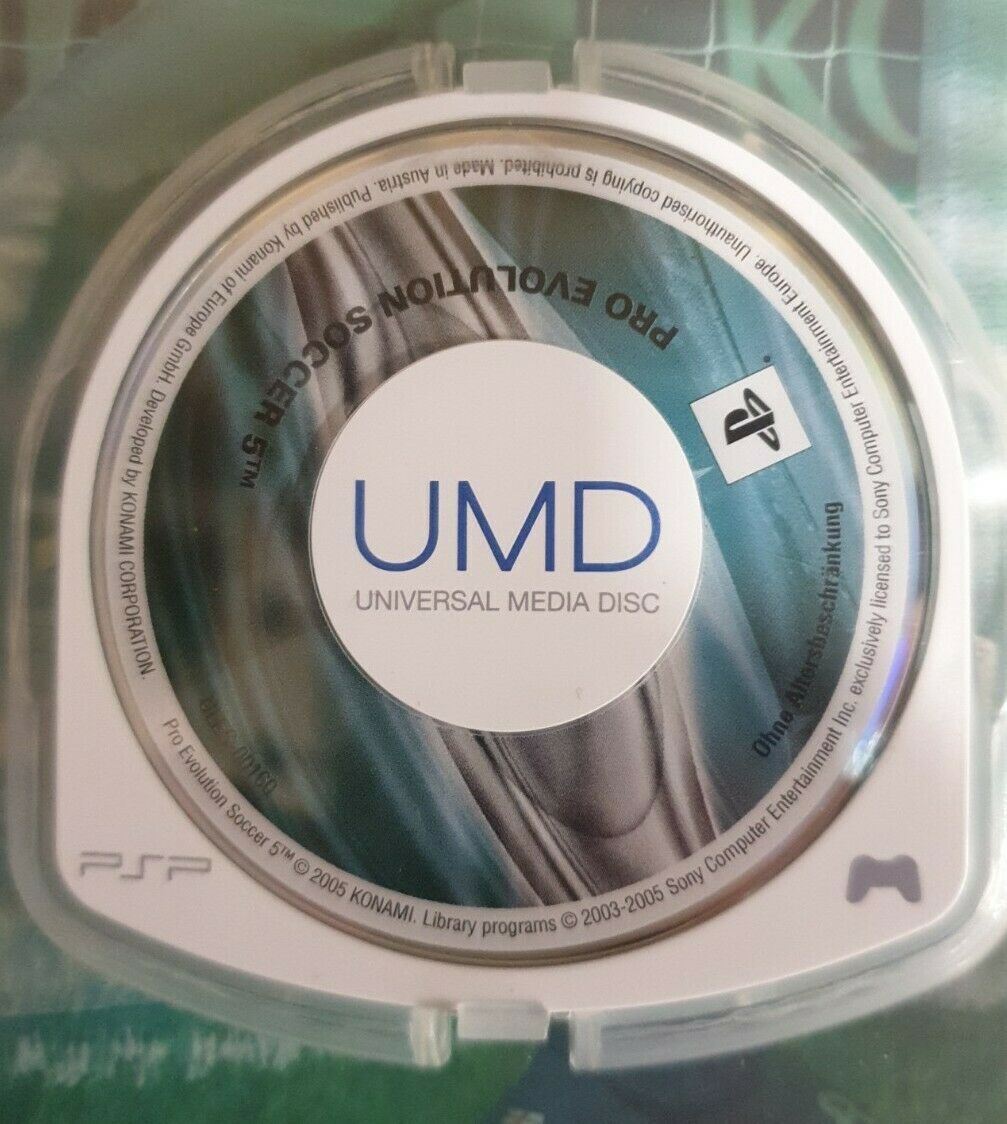 PRO EVOLUTION SOCCER 5™
UMD
UNIVERSAL MEDIA DISC
Ohne Altersbeschränkung
Pro Evolution Soccer 5™ © 2005 KONAMI. Library programs © 2003-2005 Sony Computer Entertainment Inc. exclusively licensed to Sony Computer Entertainment Europe. Unauthorised copying is prohibited. Made in Austria. Published by Konami of Europe GmbH. Developed by KONAMI CORPORATION.
PSP